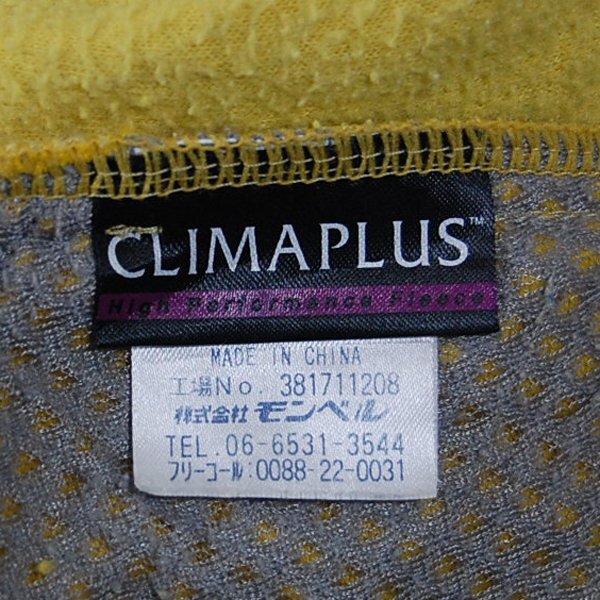 CLIMAPLUS™
High Performance Fleece
MADE IN CHINA
工場No. 381711208
株式会社 モンベル
TEL. 06-6531-3544
フリーコール:0088-22-0031